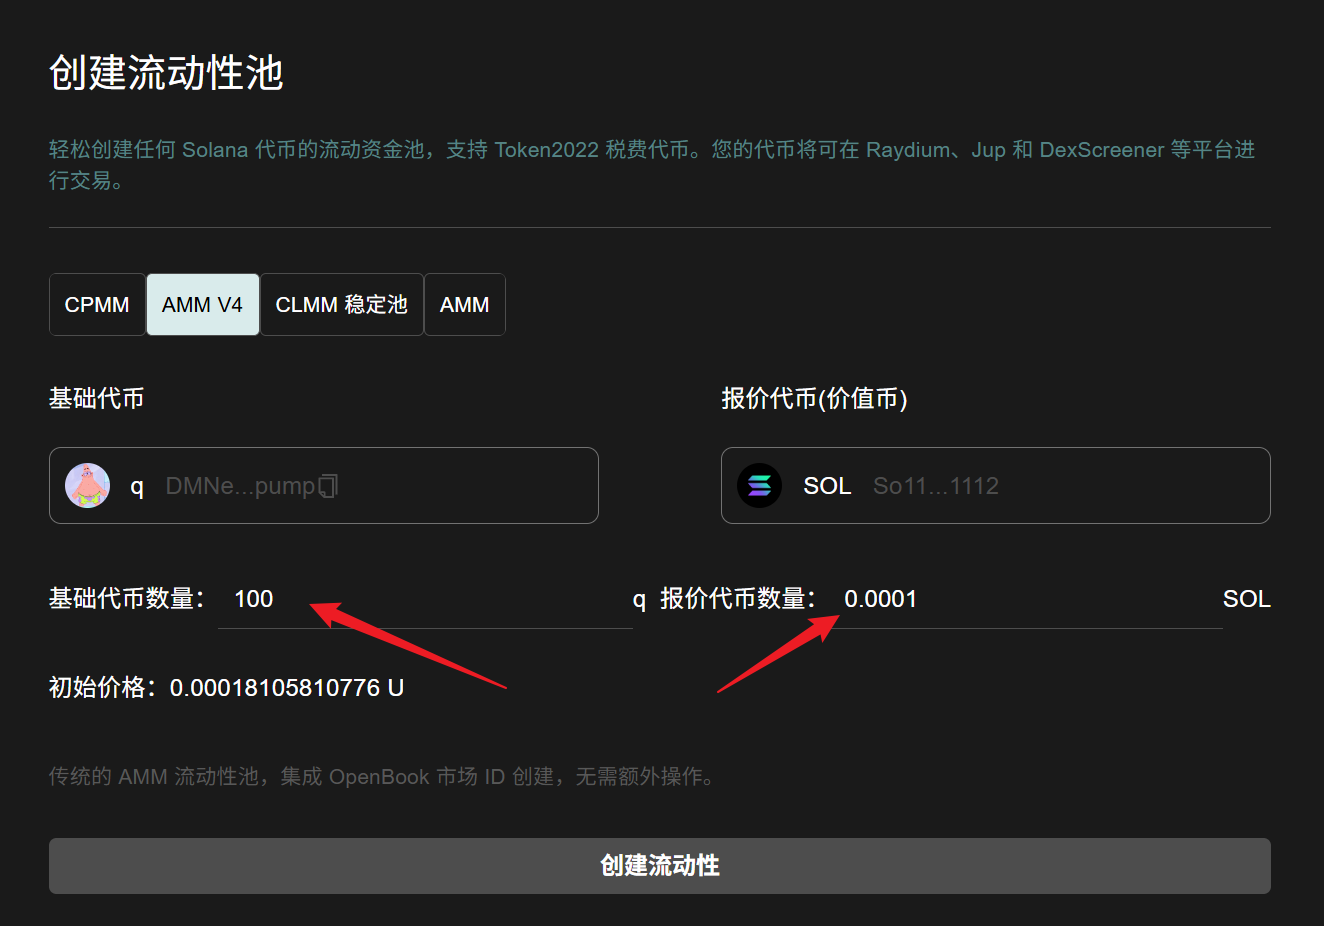 创建流动性池
轻松创建任何 Solana 代币的流动资金池，支持 Token2022 税费代币。您的代币将可在 Raydium、Jup 和 DexScreener 等平台进
行交易。
CPMM AMM V4 CLMM 稳定池 AMM
基础代币 报价代币(价值币)
q DMNe...pump SOL So11...1112
基础代币数量： 100 q 报价代币数量： 0.0001 SOL
初始价格：0.00018105810776 U
传统的 AMM 流动性池，集成 OpenBook 市场 ID 创建，无需额外操作。
创建流动性